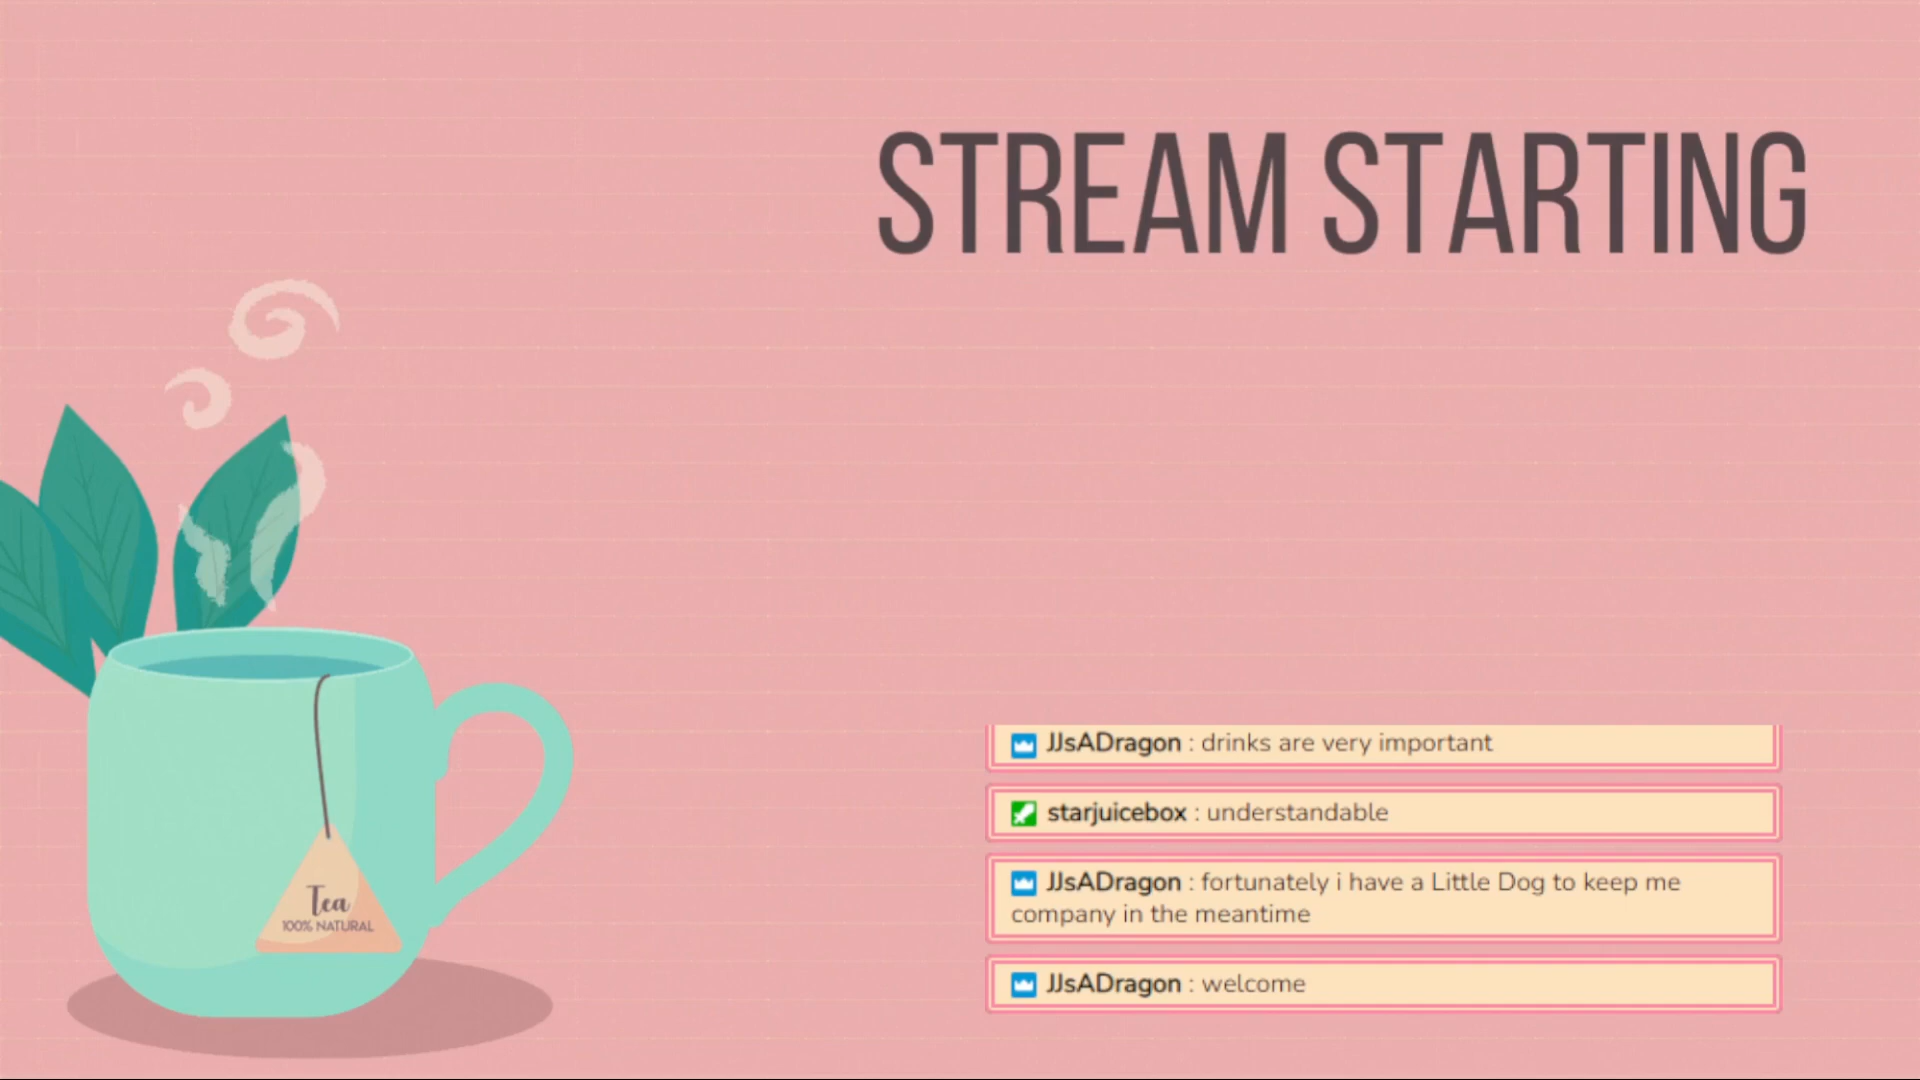 STREAM STARTING
JJsADragon : drinks are very important
starjuicebox : understandable
JJsADragon : fortunately i have a Little Dog to keep me
company in the meantime
JJsADragon : welcome
Tea
100% NATURAL